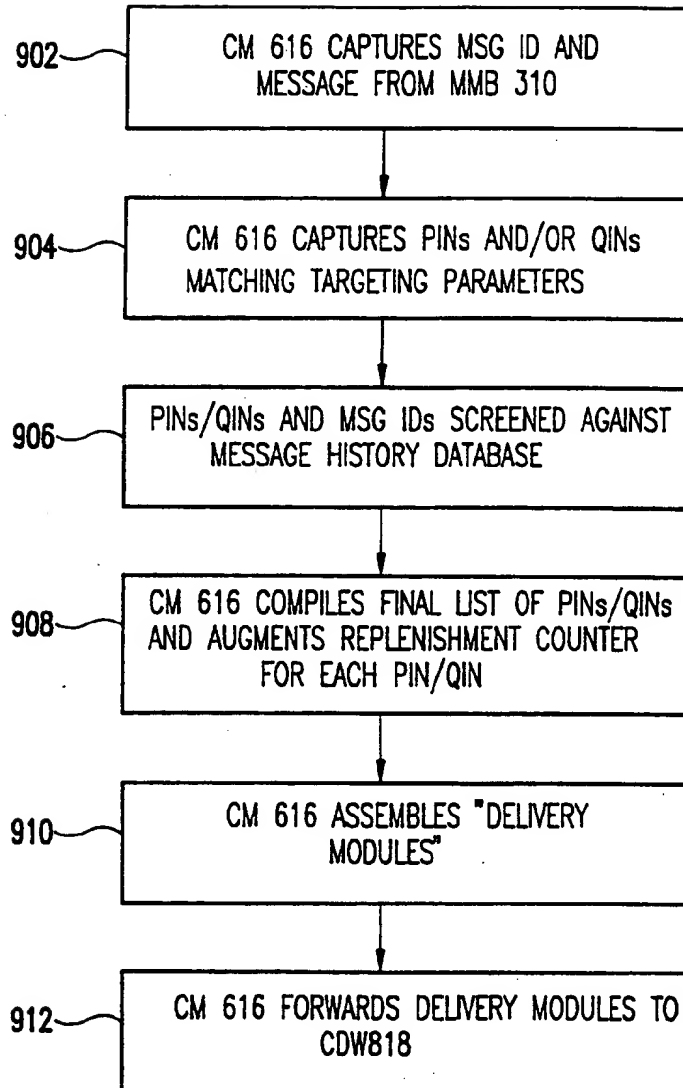 902
CM 616 CAPTURES MSG ID AND
MESSAGE FROM MMB 310
904
CM 616 CAPTURES PINs AND/OR QINs
MATCHING TARGETING PARAMETERS
906
PINs/QINs AND MSG IDs SCREENED AGAINST
MESSAGE HISTORY DATABASE
908
CM 616 COMPILES FINAL LIST OF PINs/QINs
AND AUGMENTS REPLENISHMENT COUNTER
FOR EACH PIN/QIN
910
CM 616 ASSEMBLES "DELIVERY
MODULES"
912
CM 616 FORWARDS DELIVERY MODULES TO
CDW818